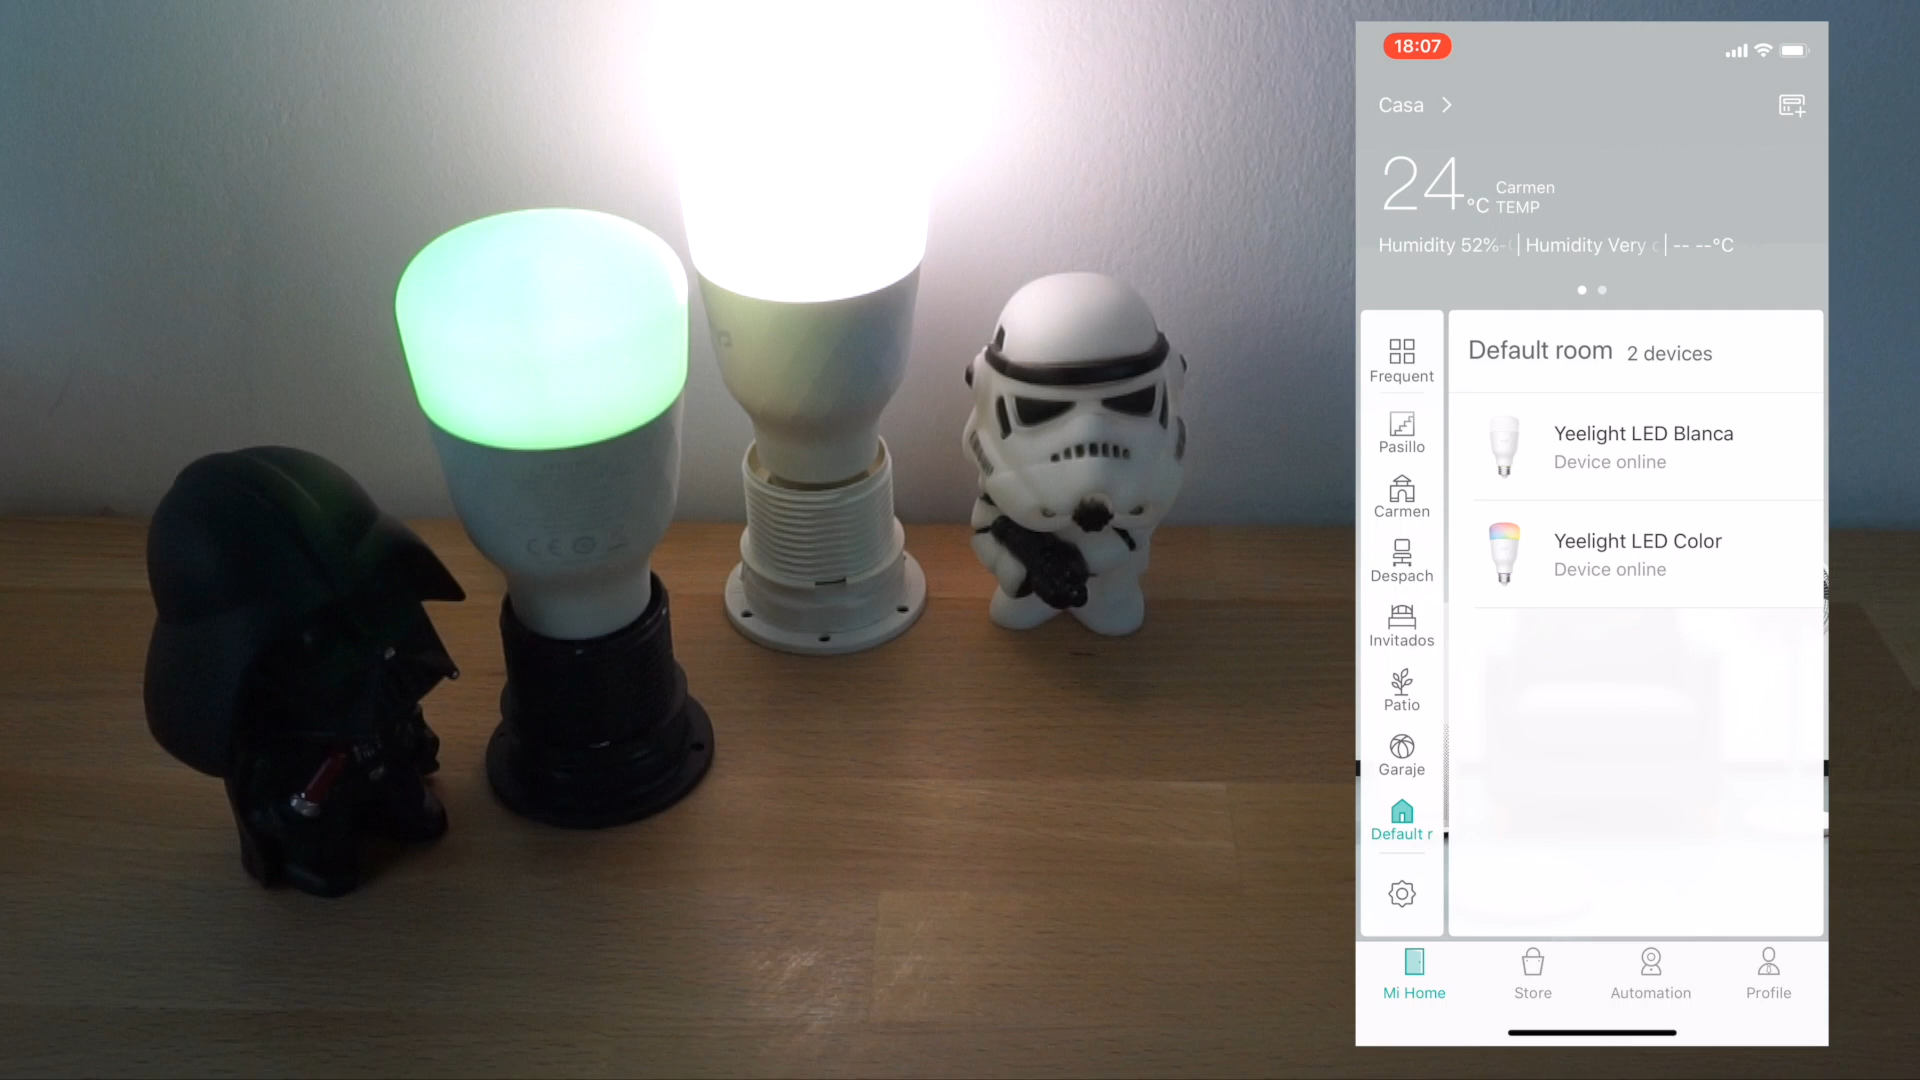 18:07
Casa
24 °C Carmen
TEMP
Humidity 52%- | Humidity Very | -- --°C
Default room 2 devices
Frequent
Yeelight LED Blanca
Device online
Pasillo
Carmen
Yeelight LED Color
Device online
Despach
Invitados
Patio
Garaje
Default r
Mi Home
Store
Automation
Profile
CE